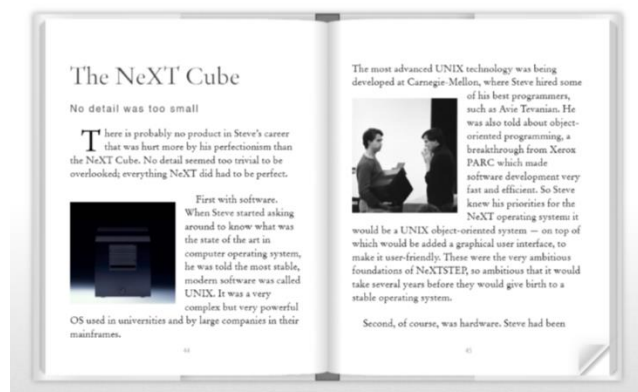 The NeXT Cube
No detail was too small
There is probably no product in Steve's career
that was hurt more by his perfectionism than
the NeXT Cube. No detail seemed too trivial to be
overlooked; everything NeXT did had to be perfect.
First with software.
When Steve started asking
around to know what was
the state of the art in
computer operating system,
he was told the most stable,
modern software was called
UNIX. It was a very
complex but very powerful
OS used in universities and by large companies in their
mainframes.
44
The most advanced UNIX technology was being
developed at Carnegie-Mellon, where Steve hired some
of his best programmers,
such as Avie Tevanian. He
was also told about object-
oriented programming, a
breakthrough from Xerox
PARC which made
software development very
fast and efficient. So Steve
knew his priorities for the
NeXT operating system: it
would be a UNIX object-oriented system — on top of
which would be added a graphical user interface, to
make it user-friendly. These were the very ambitious
foundations of NeXTSTEP, so ambitious that it would
take several years before they would give birth to a
stable operating system.
Second, of course, was hardware. Steve had been
45